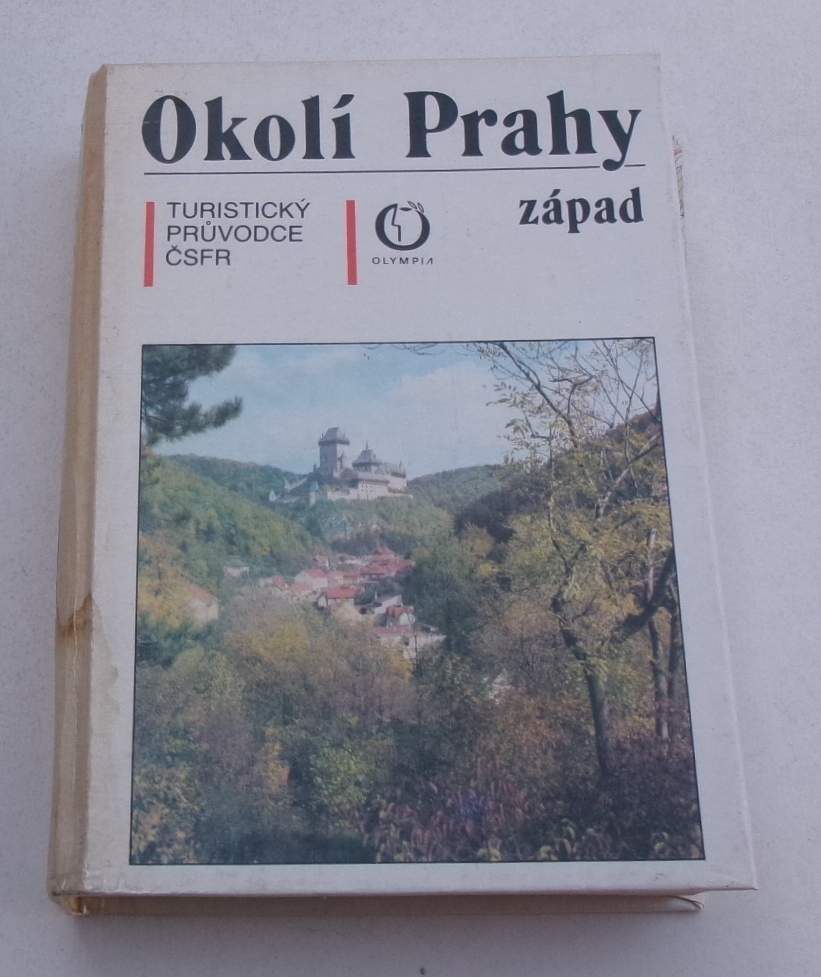 Okolí Prahy
západ
TURISTICKÝ
PRŮVODCE
ČSFR
OLYMPIA